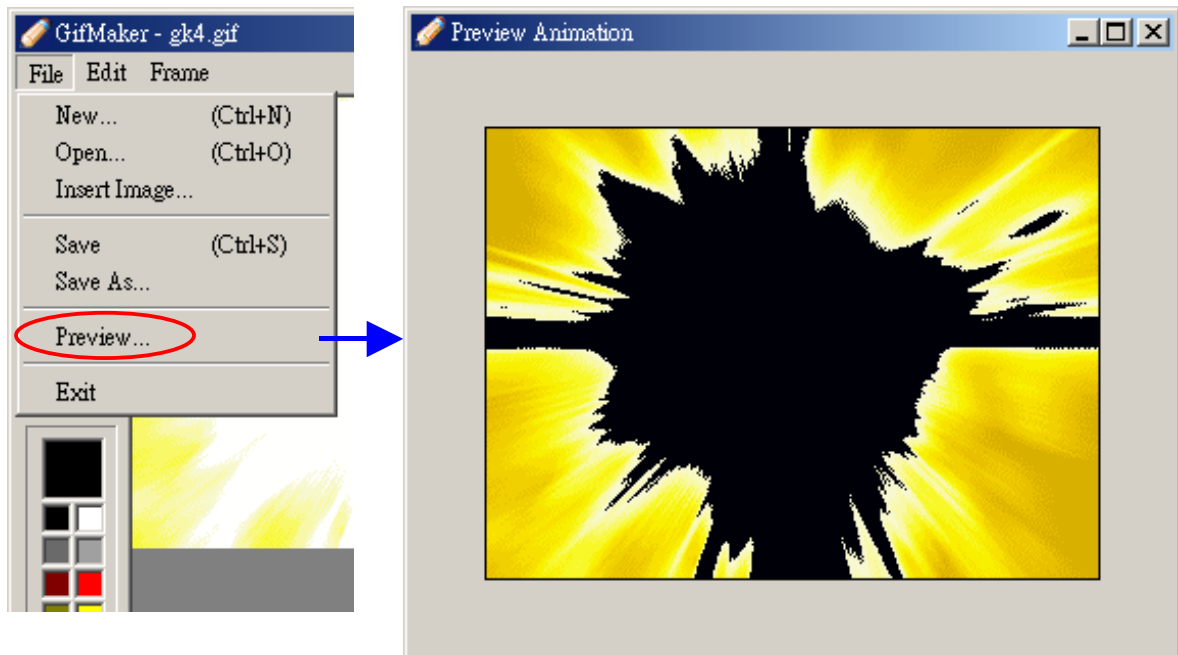 GifMaker - gk4.gif
File Edit Frame
New... (Ctrl+N)
Open... (Ctrl+O)
Insert Image...
Save (Ctrl+S)
Save As...
Preview...
Exit
Preview Animation